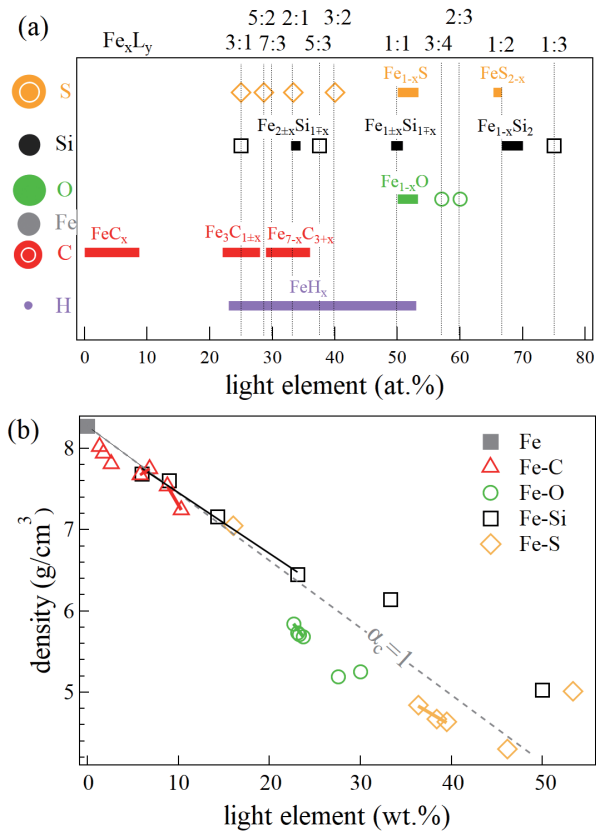 (a)
5:2 2:1 3:2 2:3
FeₓLᵧ 3:1 7:3 5:3 1:1 3:4 1:2 1:3
S Fe₁₋ₓS FeS₂₋ₓ
Si Fe₂±ₓSi₁∓ₓ Fe₁±ₓSi₁∓ₓ Fe₁₋ₓSi₂
O Fe₁₋ₓO
Fe
C FeCₓ Fe₃C₁±ₓ Fe₇₋ₓC₃₊ₓ
H FeHₓ
0 10 20 30 40 50 60 70 80
light element (at.%)
(b)
8
7
6
5
density (g/cm³)
Fe
Fe-C
Fe-O
Fe-Si
Fe-S
α_c = 1
0 10 20 30 40 50
light element (wt.%)